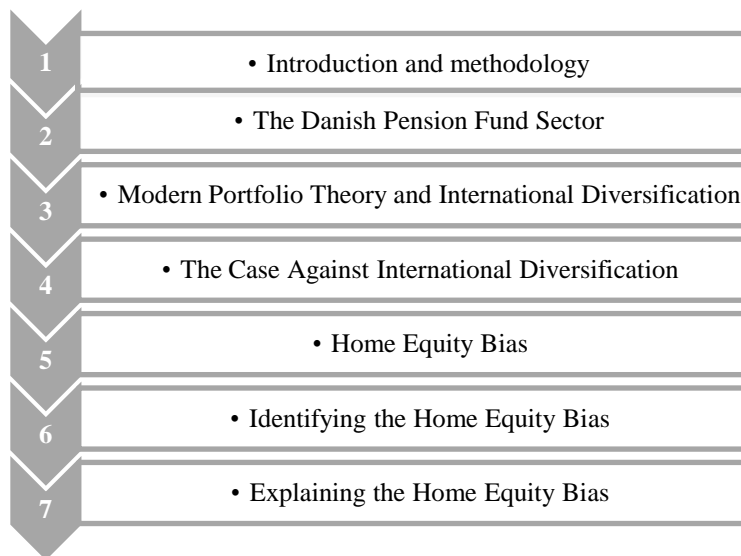 1
• Introduction and methodology
2
• The Danish Pension Fund Sector
3
• Modern Portfolio Theory and International Diversification
4
• The Case Against International Diversification
5
• Home Equity Bias
6
• Identifying the Home Equity Bias
7
• Explaining the Home Equity Bias